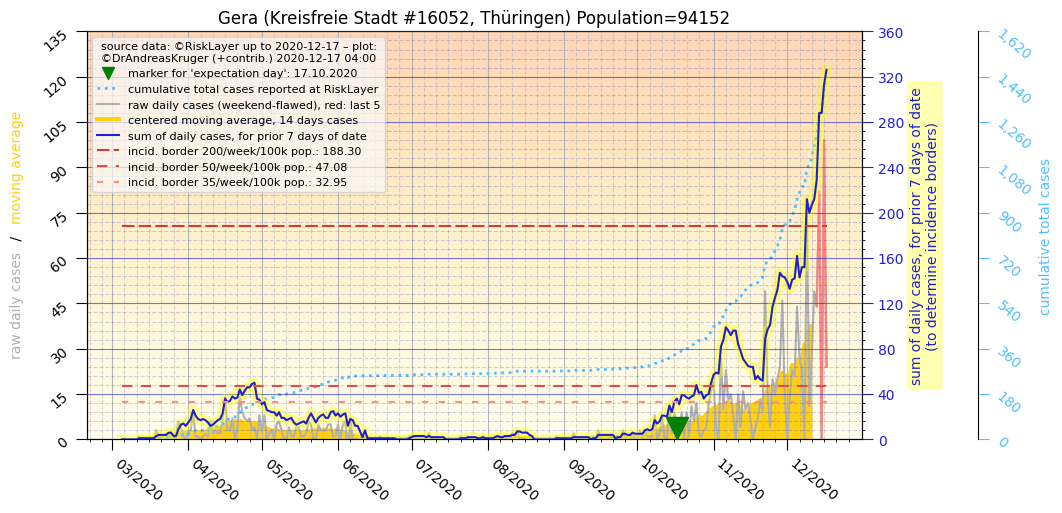 Gera (Kreisfreie Stadt #16052, Thüringen) Population=94152
source data: ©RiskLayer up to 2020-12-17 – plot:
©DrAndreasKruger (+contrib.) 2020-12-17 04:00
marker for 'expectation day': 17.10.2020
cumulative total cases reported at RiskLayer
raw daily cases (weekend-flawed), red: last 5
centered moving average, 14 days cases
sum of daily cases, for prior 7 days of date
incid. border 200/week/100k pop.: 188.30
incid. border 50/week/100k pop.: 47.08
incid. border 35/week/100k pop.: 32.95
raw daily cases / moving average
135
120
105
90
75
60
45
30
15
0
03/2020
04/2020
05/2020
06/2020
07/2020
08/2020
09/2020
10/2020
11/2020
12/2020
360
320
280
240
200
160
120
80
40
0
sum of daily cases, for prior 7 days of date
(to determine incidence borders)
1,620
1,440
1,260
1,080
900
720
540
360
180
0
cumulative total cases